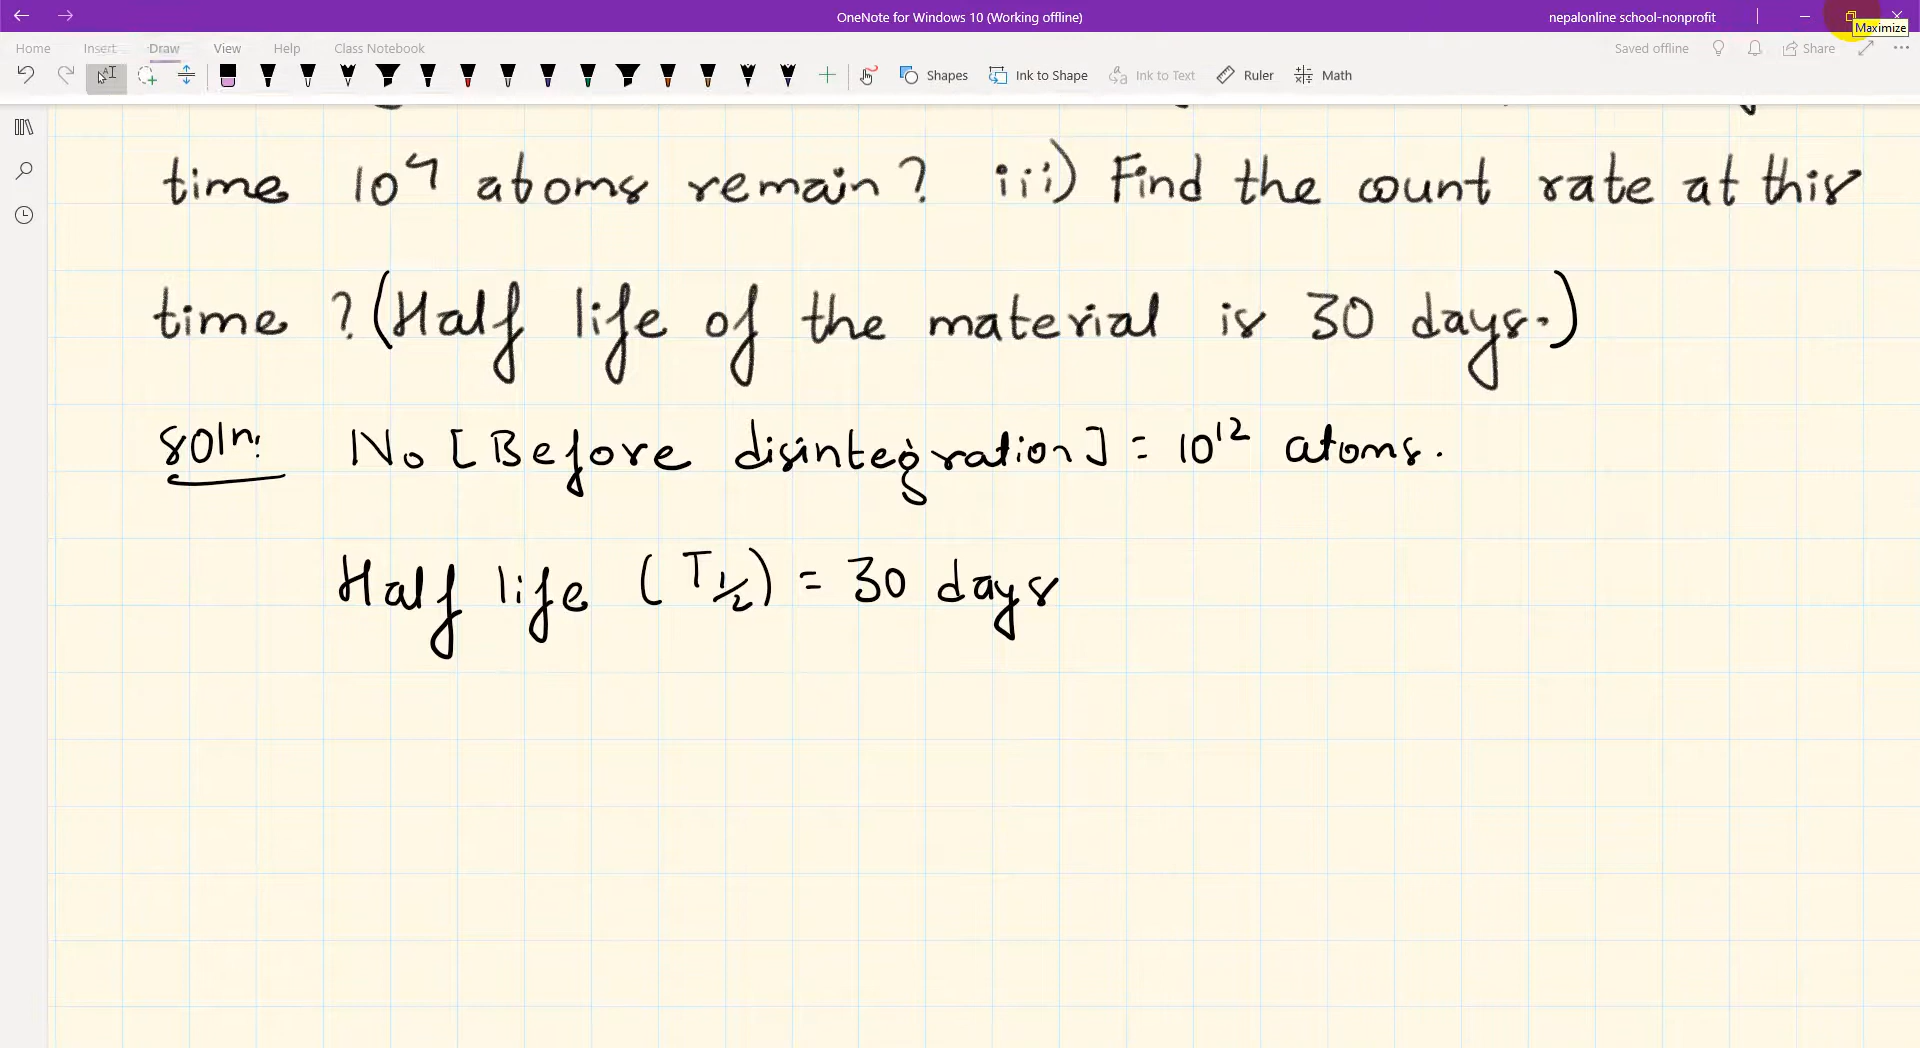 OneNote for Windows 10 (Working offline)
nepalonline school-nonprofit
Maximize
Home Insert Draw View Help Class Notebook
Saved offline Share
Shapes Ink to Shape Ink to Text Ruler Math
time 10⁴ atoms remain? iii) Find the count rate at this
time? (Half life of the material is 30 days.)
soln: No [Before disintegration] = 10¹² atoms.
Half life (T½) = 30 days